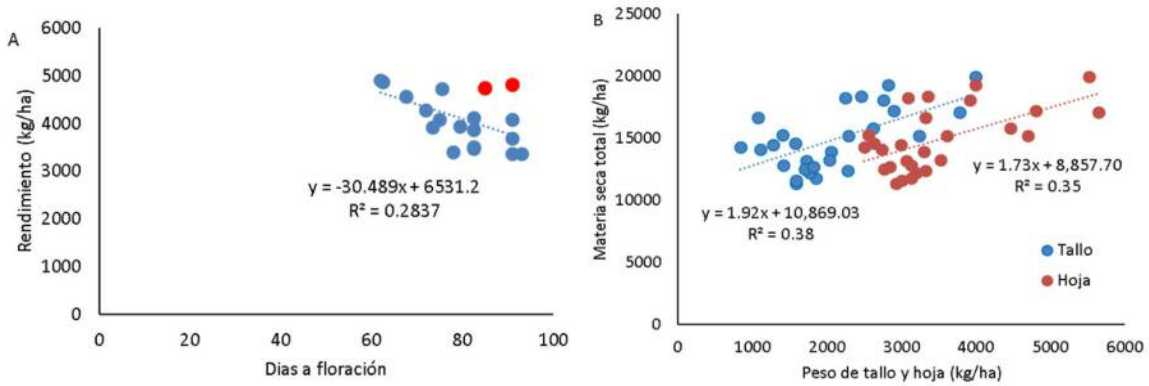 A
6000
5000
4000
3000
2000
1000
0
0 20 40 60 80 100
Rendimiento (kg/ha)
Dias a floración
y = -30.489x + 6531.2
R² = 0.2837
B
25000
20000
15000
10000
5000
0
0 1000 2000 3000 4000 5000 6000
Materia seca total (kg/ha)
Peso de tallo y hoja (kg/ha)
y = 1.73x + 8,857.70
R² = 0.35
y = 1.92x + 10,869.03
R² = 0.38
Tallo
Hoja